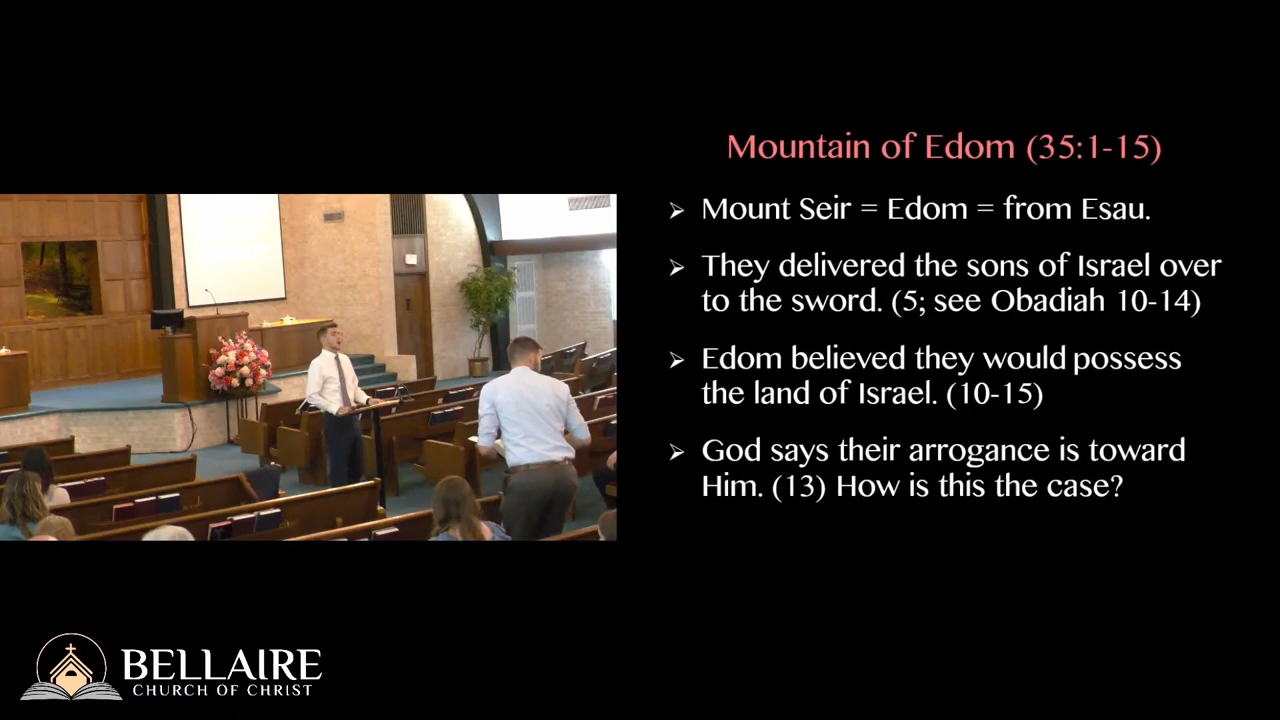 Mountain of Edom (35:1-15)
➢ Mount Seir = Edom = from Esau.
➢ They delivered the sons of Israel over
to the sword. (5; see Obadiah 10-14)
➢ Edom believed they would possess
the land of Israel. (10-15)
➢ God says their arrogance is toward
Him. (13) How is this the case?
BELLAIRE
CHURCH OF CHRIST